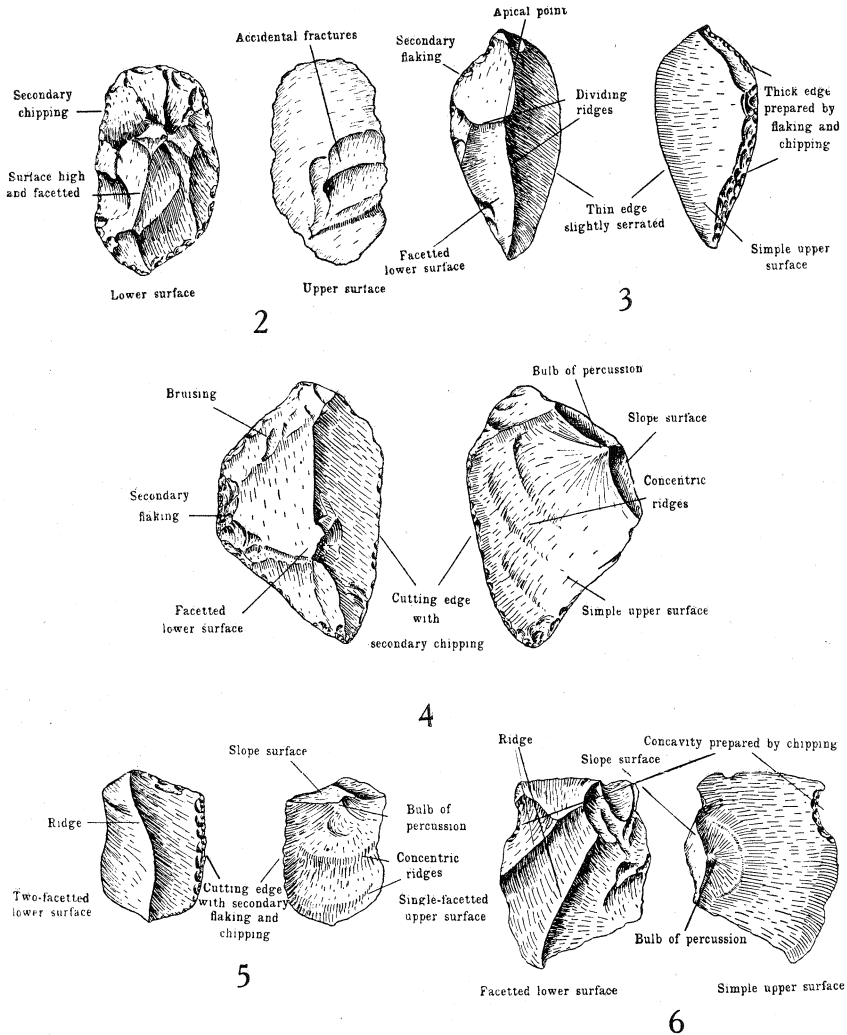 Accidental fractures
Secondary
chipping
Surface high
and facetted
Lower surface
Upper surface
2
Apical point
Secondary
flaking
Dividing
ridges
Thick edge
prepared by
flaking and
chipping
Thin edge
slightly serrated
Facetted
lower surface
Simple upper
surface
3
Bruising
Secondary
flaking
Facetted
lower surface
Bulb of percussion
Slope surface
Concentric
ridges
Cutting edge
with
secondary chipping
Simple upper surface
4
Slope surface
Ridge
Bulb of
percussion
Concentric
ridges
Two-facetted
lower surface
Cutting edge
with secondary
flaking and
chipping
Single-facetted
upper surface
5
Ridge
Concavity prepared by chipping
Slope surface
Bulb of percussion
Facetted lower surface
Simple upper surface
6